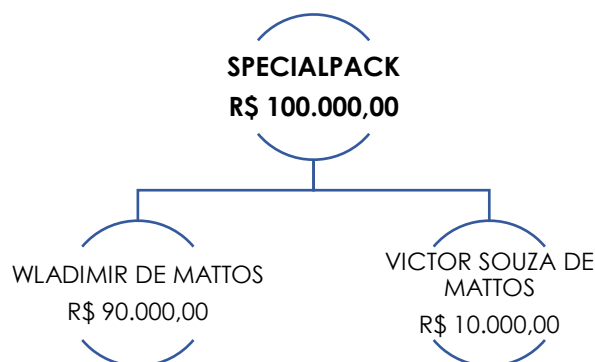 SPECIALPACK
R$ 100.000,00
WLADIMIR DE MATTOS
R$ 90.000,00
VICTOR SOUZA DE
MATTOS
R$ 10.000,00